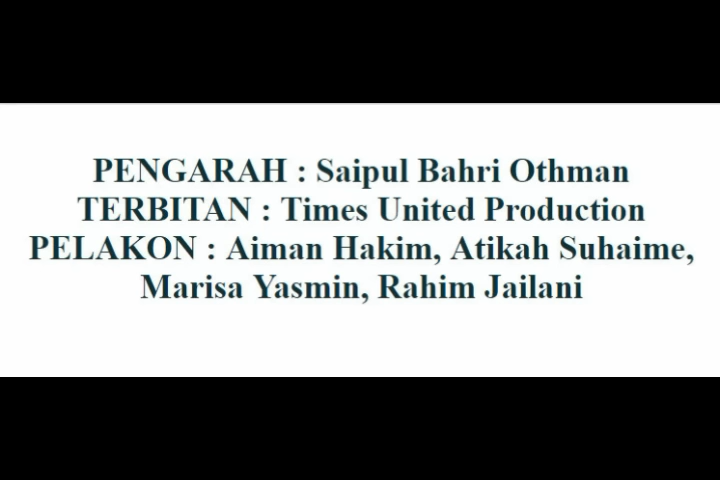 PENGARAH : Saipul Bahri Othman
TERBITAN : Times United Production
PELAKON : Aiman Hakim, Atikah Suhaime,
Marisa Yasmin, Rahim Jailani